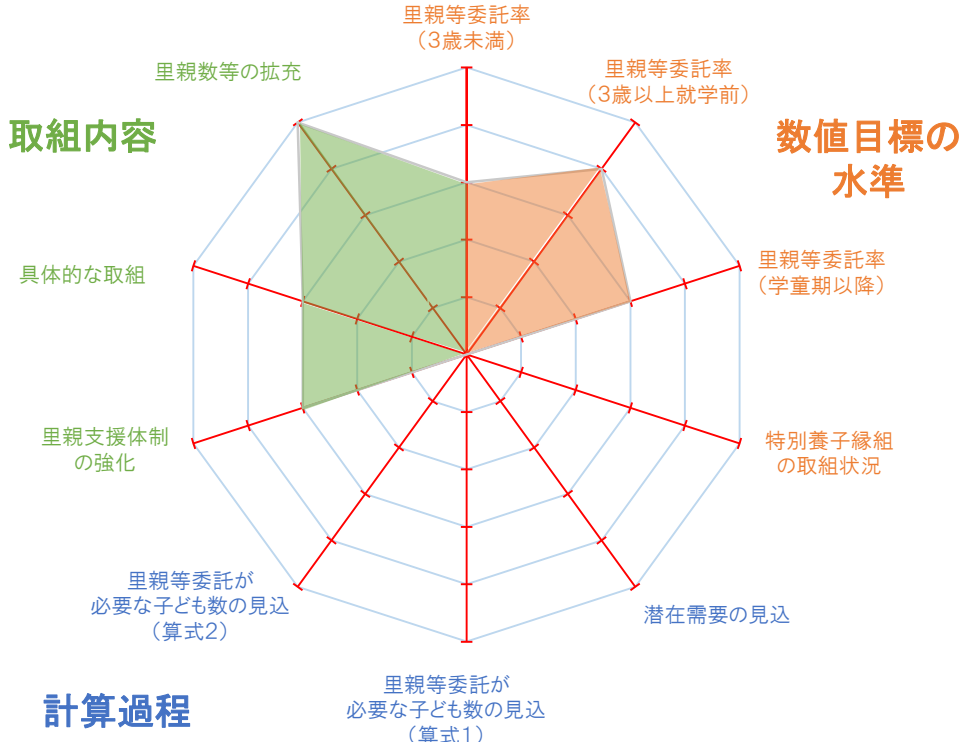 里親等委託率
（3歳未満）
里親数等の拡充
里親等委託率
（3歳以上就学前）
取組内容
数値目標の
水準
具体的な取組
里親等委託率
（学童期以降）
里親支援体制
の強化
特別養子縁組
の取組状況
里親等委託が
必要な子ども数の見込
（算式2）
潜在需要の見込
計算過程
里親等委託が
必要な子ども数の見込
（算式1）